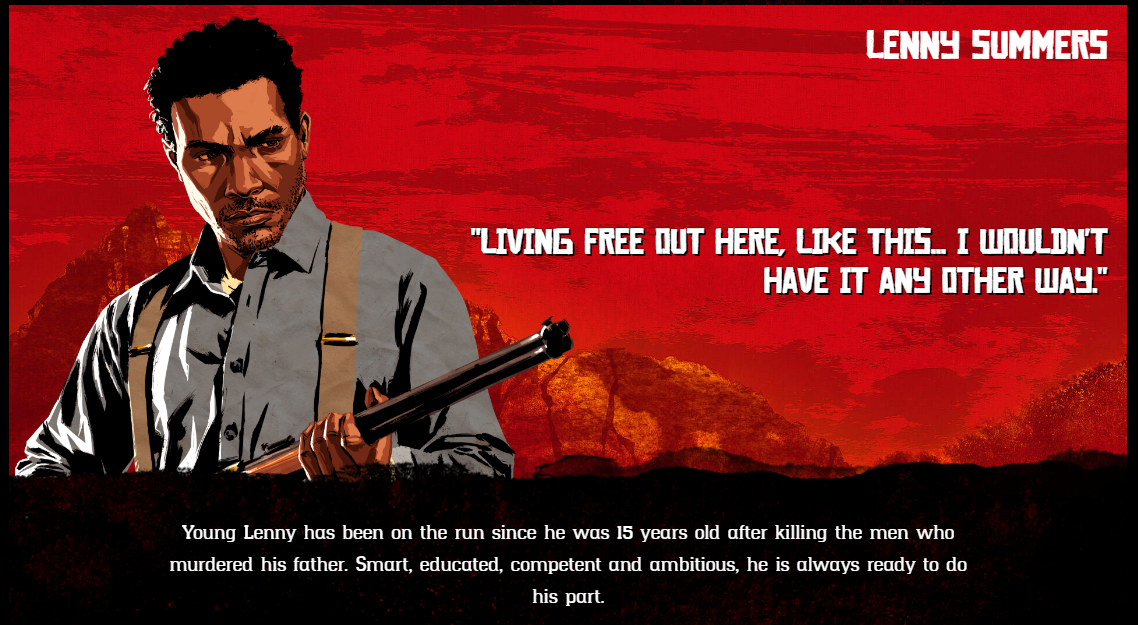 LENNY SUMMERS
"LIVING FREE OUT HERE, LIKE THIS... I WOULDN'T
HAVE IT ANY OTHER WAY."
Young Lenny has been on the run since he was 15 years old after killing the men who
murdered his father. Smart, educated, competent and ambitious, he is always ready to do
his part.